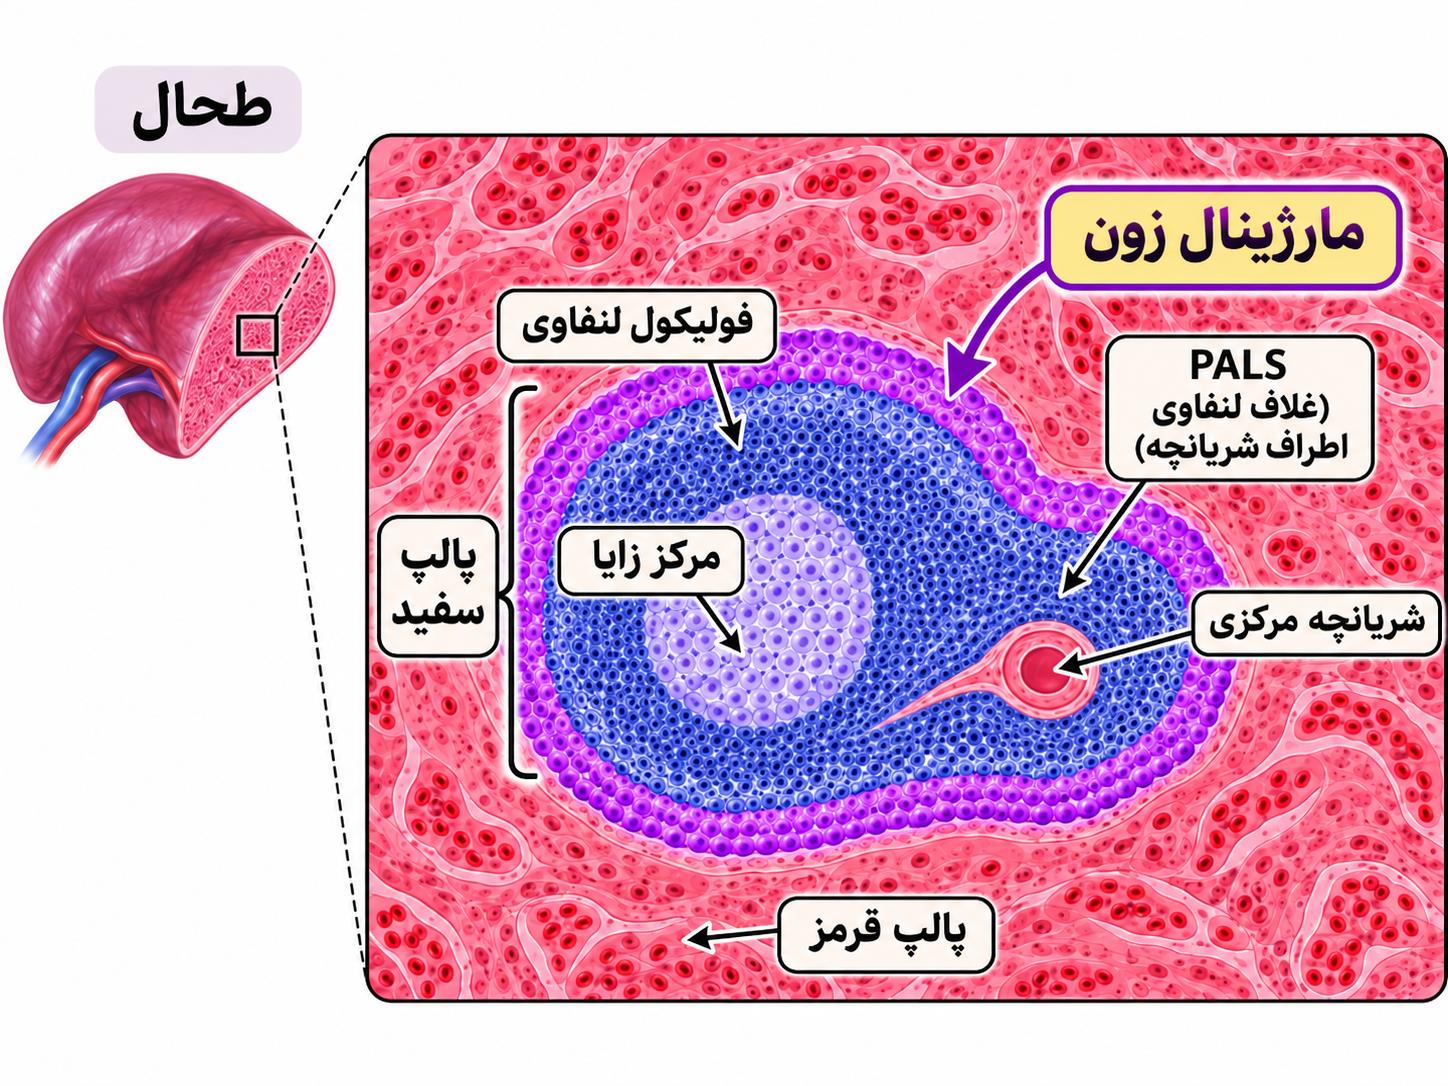 طحال
مارژینال زون
فولیکول لنفاوی
PALS
(غلاف لنفاوی
اطراف شریانچه)
مرکز زایا
پالپ
سفید
شریانچه مرکزی
پالپ قرمز